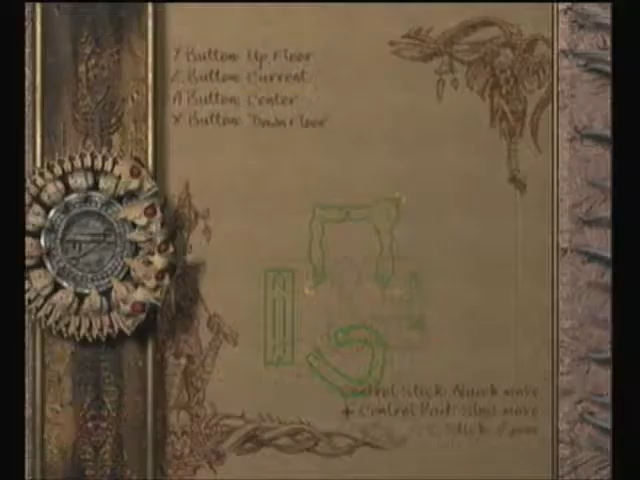 Y Button: Up Floor
Z Button: Current
A Button: Center
X Button: Down Floor
Control Stick: Quick move
+ Control Pad: Slow move
Stick: Zoom